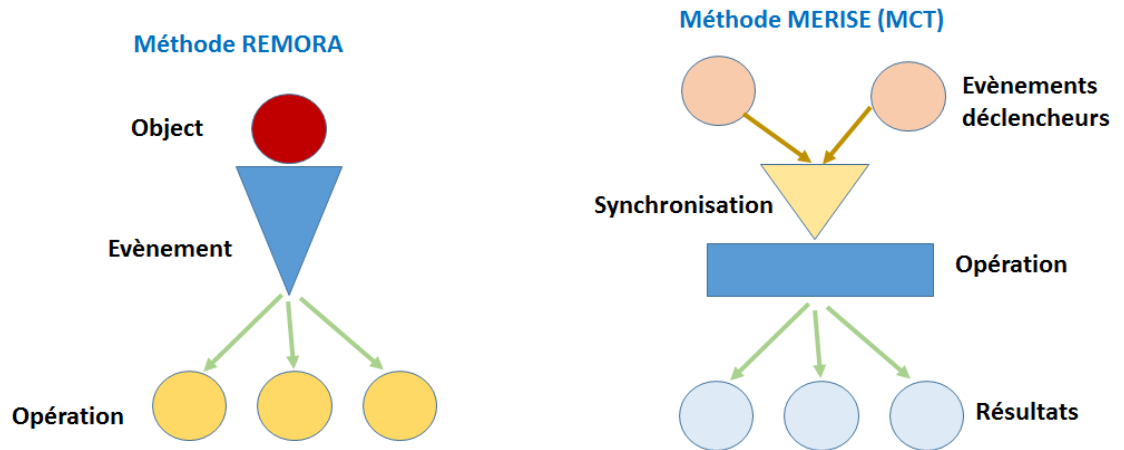 Méthode REMORA
Object
Evènement
Opération
Méthode MERISE (MCT)
Evènements
déclencheurs
Synchronisation
Opération
Résultats